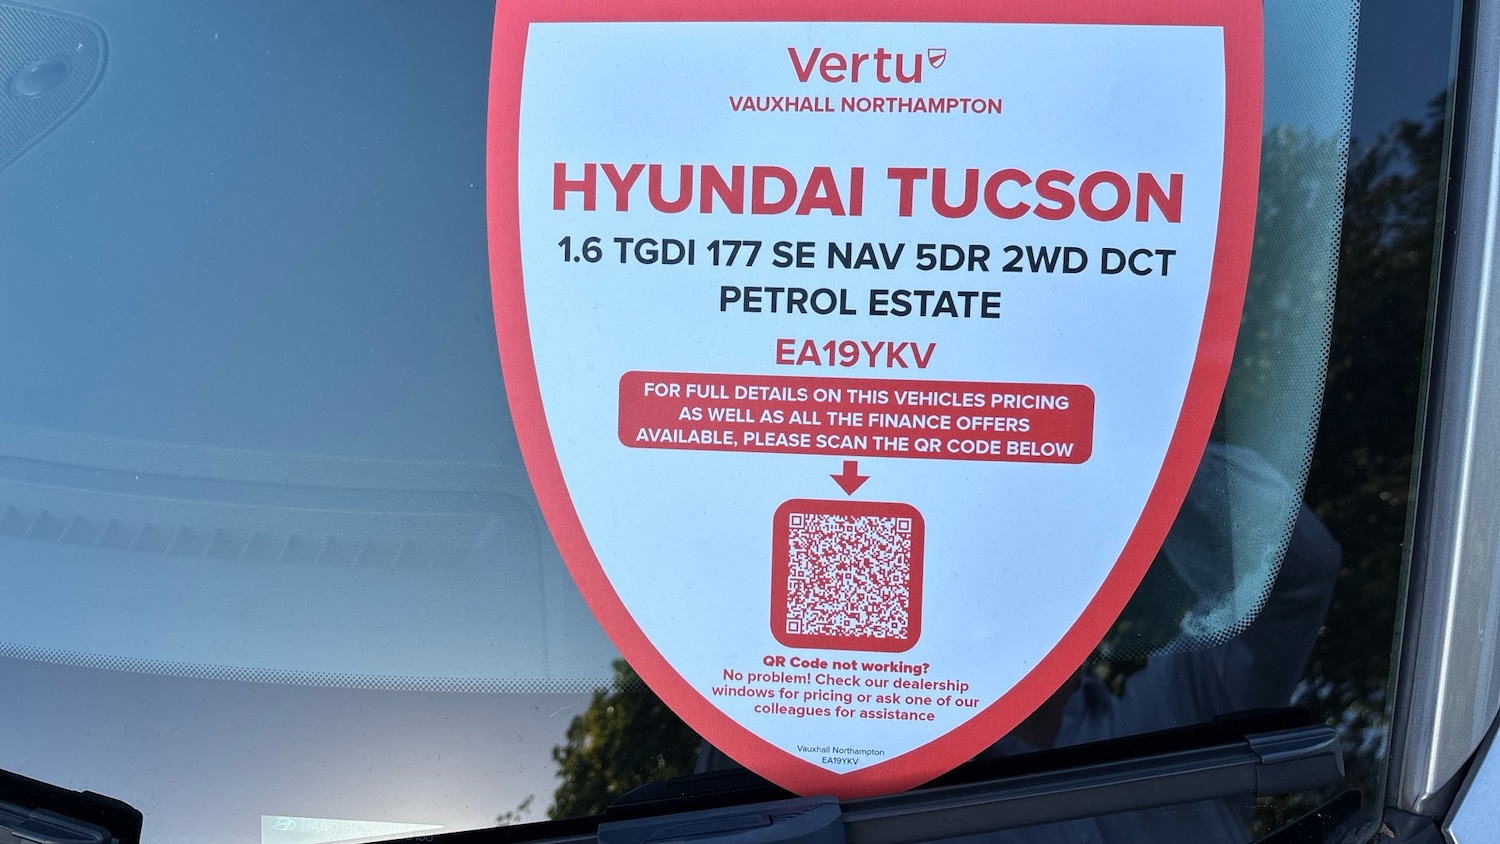 Vertu
VAUXHALL NORTHAMPTON
HYUNDAI TUCSON
1.6 TGDI 177 SE NAV 5DR 2WD DCT
PETROL ESTATE
EA19YKV
FOR FULL DETAILS ON THIS VEHICLES PRICING
AS WELL AS ALL THE FINANCE OFFERS
AVAILABLE, PLEASE SCAN THE QR CODE BELOW
QR Code not working?
No problem! Check our dealership
windows for pricing or ask one of our
colleagues for assistance
Vauxhall Northampton
EA19YKV